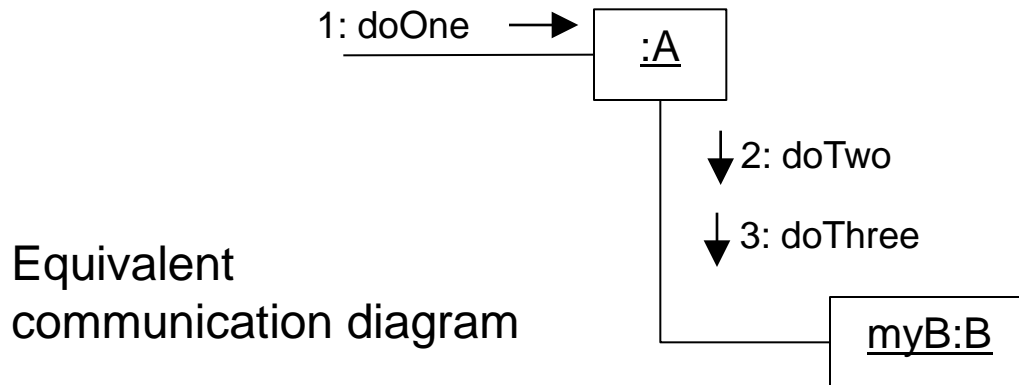 1: doOne
:A
2: doTwo
3: doThree
Equivalent
communication diagram
myB:B